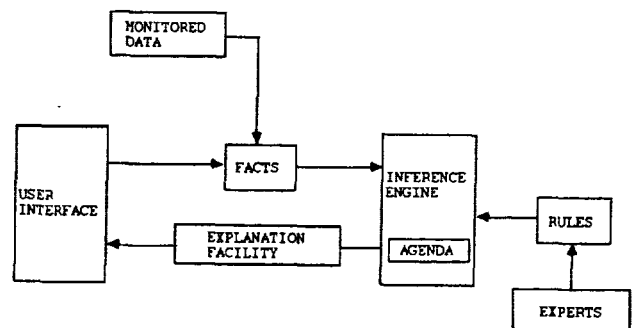 MONITORED
DATA
USER
INTERFACE
FACTS
INFERENCE
ENGINE
AGENDA
EXPLANATION
FACILITY
RULES
EXPERTS